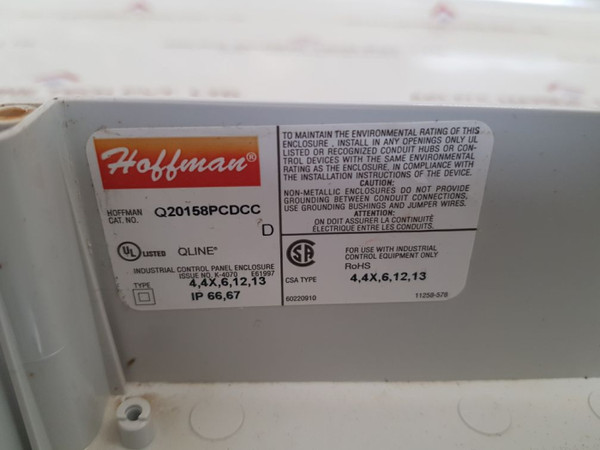 Hoffman®
HOFFMAN
CAT. NO.
Q20158PCDCC
D
UL LISTED
QLINE®
INDUSTRIAL CONTROL PANEL ENCLOSURE
ISSUE NO. K-4070 E61997
TYPE
4,4X,6,12,13
IP 66,67
TO MAINTAIN THE ENVIRONMENTAL RATING OF THIS
ENCLOSURE , INSTALL IN ANY OPENINGS ONLY UL
LISTED OR RECOGNIZED CONDUIT HUBS OR CON-
TROL DEVICES WITH THE SAME ENVIRONMENTAL
RATING AS THE ENCLOSURE, IN COMPLIANCE WITH
THE INSTALLATION INSTRUCTIONS OF THE DEVICE.
CAUTION:
NON-METALLIC ENCLOSURES DO NOT PROVIDE
GROUNDING BETWEEN CONDUIT CONNECTIONS,
USE GROUNDING BUSHINGS AND JUMPER WIRES.
ATTENTION:
ON DOIT ASSURER LA CONTINUITÉ
ÉLECTRIQUE ENTRE LES CONDUITS.
FOR USE WITH INDUSTRIAL
CONTROL EQUIPMENT ONLY
RoHS
CSA TYPE
4,4X,6,12,13
60220910
11258-578